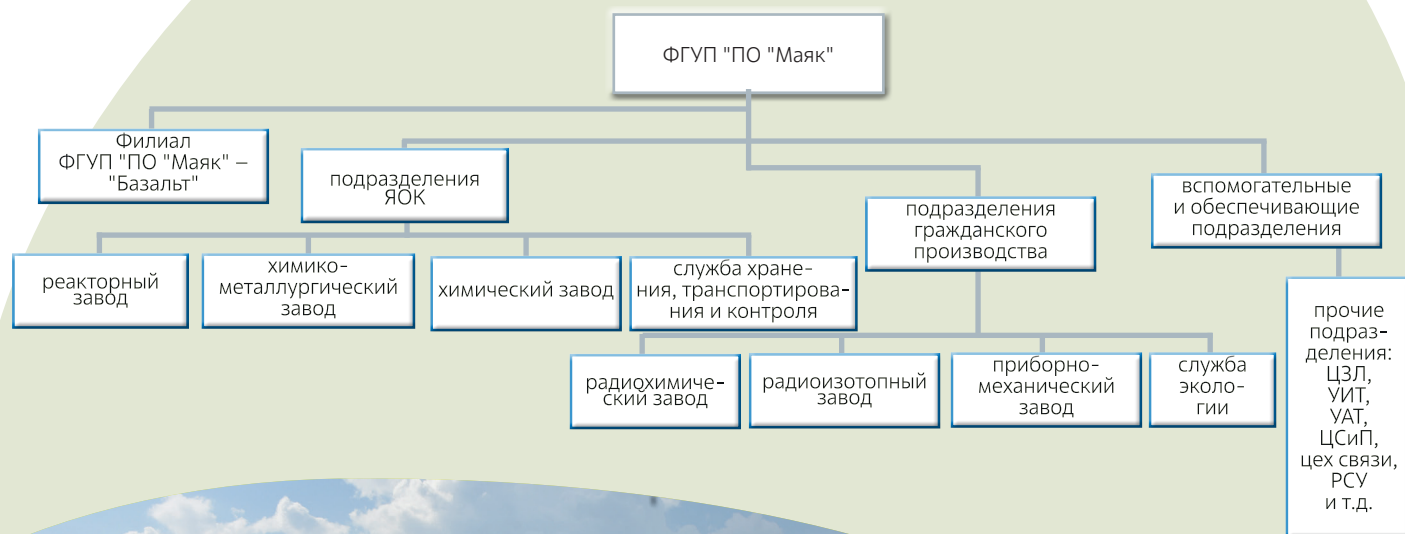 ФГУП "ПО "Маяк"
Филиал
ФГУП "ПО "Маяк" –
"Базальт"
подразделения
ЯОК
подразделения
гражданского
производства
вспомогательные
и обеспечивающие
подразделения
реакторный
завод
химико-
металлургический
завод
химический завод
служба хране-
ния, транспортирова-
ния и контроля
радиохимиче-
ский завод
радиоизотопный
завод
приборно-
механический
завод
служба
эколо-
гии
прочие
подраз-
деления:
ЦЗЛ,
УИТ,
УАТ,
ЦСиП,
цех связи,
РСУ
и т.д.